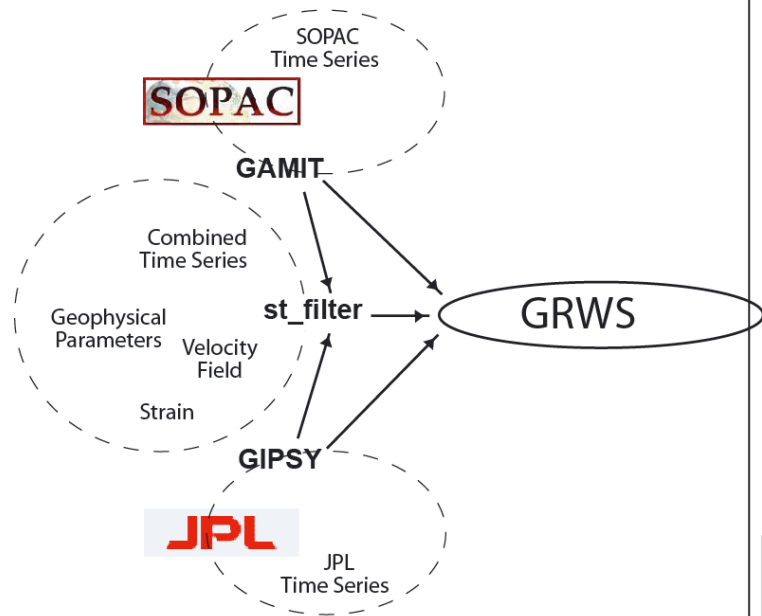 SOPAC
Time Series
SOPAC
GAMIT
Combined
Time Series
st_filter
GRWS
Geophysical
Parameters
Velocity
Field
Strain
GIPSY
JPL
JPL
Time Series